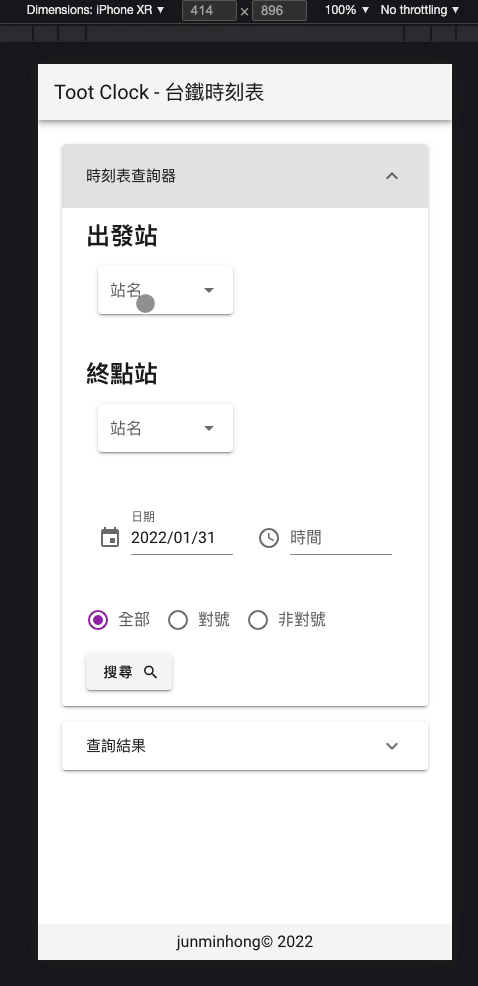 Dimensions: iPhone XR ▼ 414 × 896 100% ▼ No throttling ▼
Toot Clock - 台鐵時刻表
時刻表查詢器
出發站
站名
終點站
站名
日期
2022/01/31 時間
全部 對號 非對號
搜尋
查詢結果
junminhong© 2022